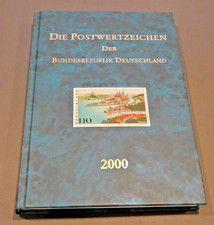 DIE POSTWERTZEICHEN
DER
BUNDESREPUBLIK DEUTSCHLAND
110
2000